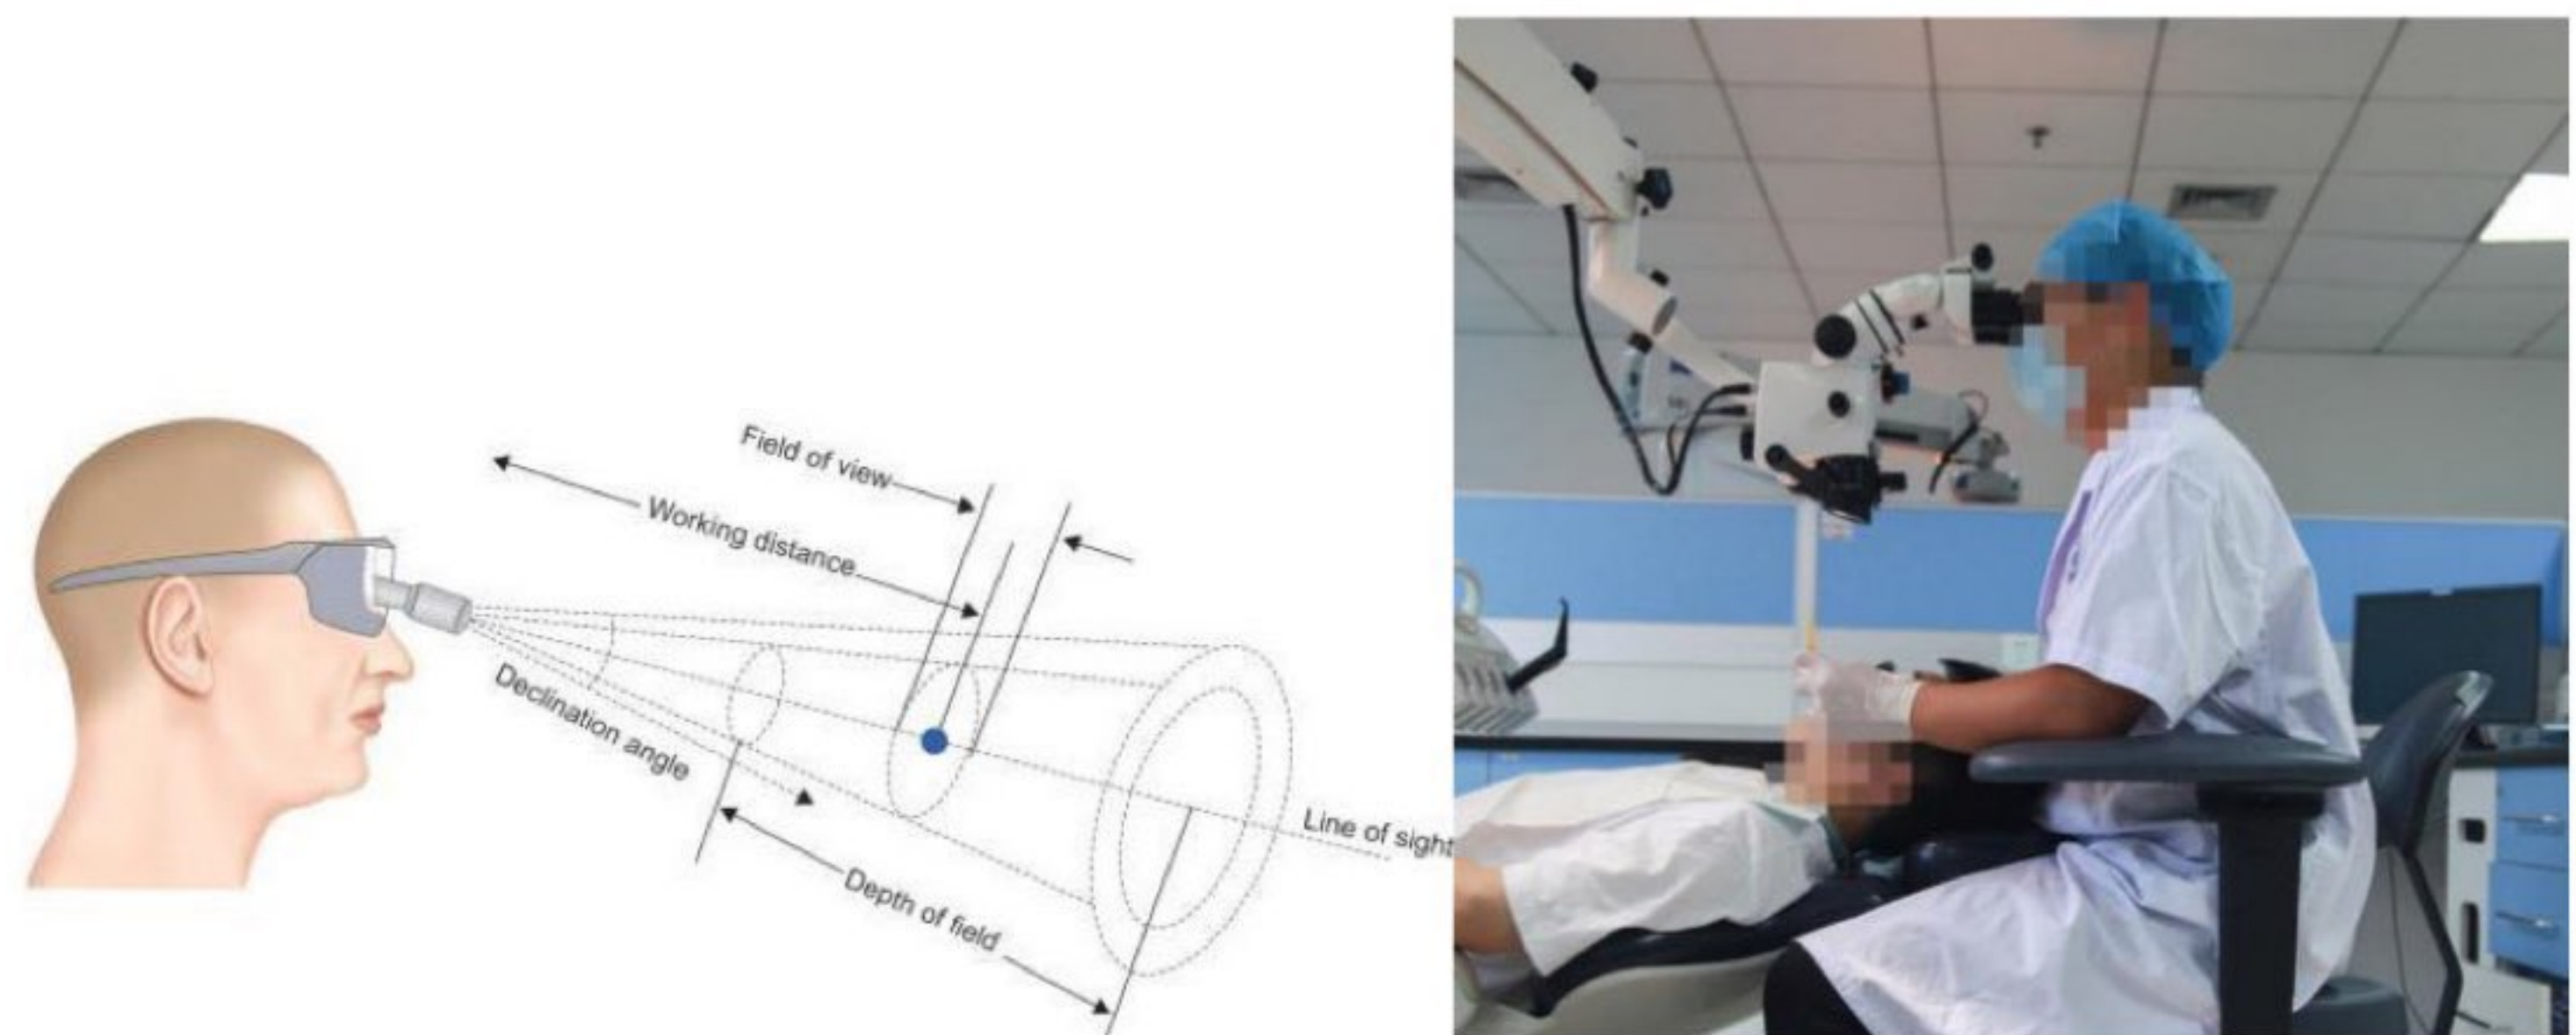 Field of view
Working distance
Declination angle
Line of sight
Depth of field